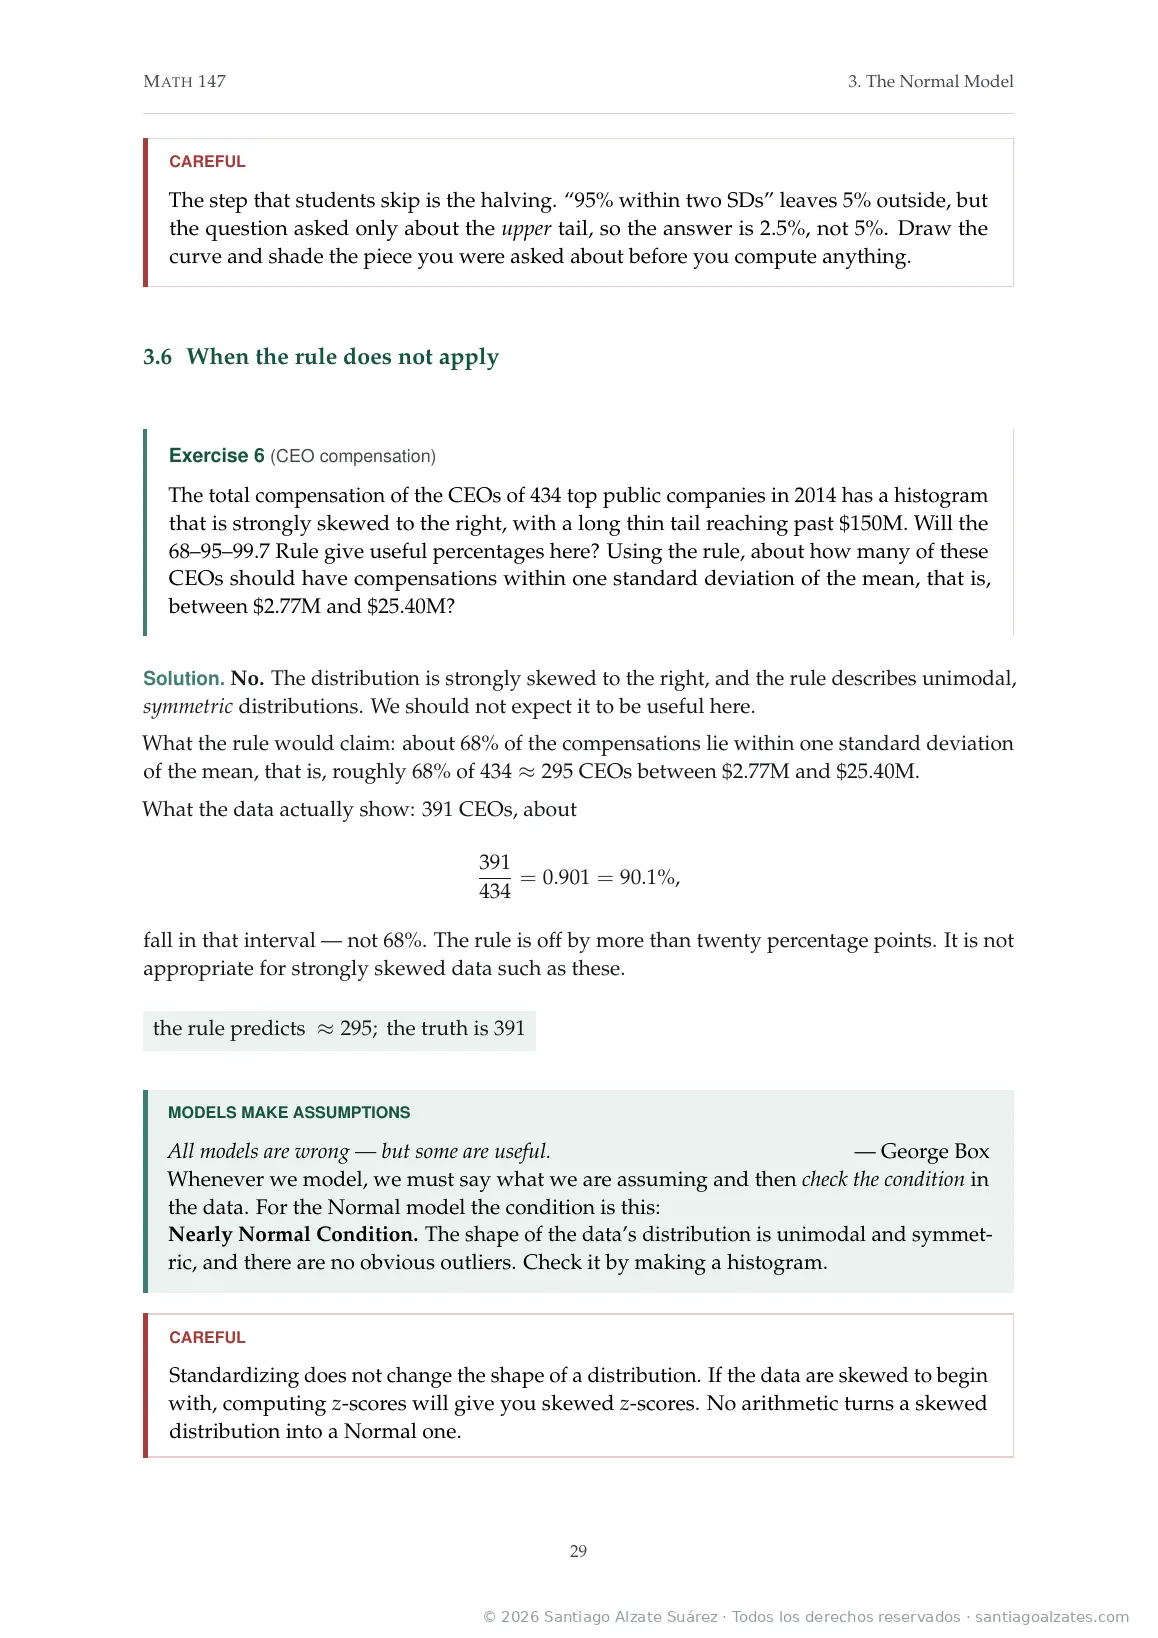 MATH 147
3. The Normal Model
CAREFUL
The step that students skip is the halving. “95% within two SDs” leaves 5% outside, but
the question asked only about the upper tail, so the answer is 2.5%, not 5%. Draw the
curve and shade the piece you were asked about before you compute anything.
3.6 When the rule does not apply
Exercise 6 (CEO compensation)
The total compensation of the CEOs of 434 top public companies in 2014 has a histogram
that is strongly skewed to the right, with a long thin tail reaching past $150M. Will the
68–95–99.7 Rule give useful percentages here? Using the rule, about how many of these
CEOs should have compensations within one standard deviation of the mean, that is,
between $2.77M and $25.40M?
Solution. No. The distribution is strongly skewed to the right, and the rule describes unimodal,
symmetric distributions. We should not expect it to be useful here.
What the rule would claim: about 68% of the compensations lie within one standard deviation
of the mean, that is, roughly 68% of 434 ≈ 295 CEOs between $2.77M and $25.40M.
What the data actually show: 391 CEOs, about
391/434 = 0.901 = 90.1%,
fall in that interval — not 68%. The rule is off by more than twenty percentage points. It is not
appropriate for strongly skewed data such as these.
the rule predicts ≈ 295; the truth is 391
MODELS MAKE ASSUMPTIONS
All models are wrong — but some are useful. — George Box
Whenever we model, we must say what we are assuming and then check the condition in
the data. For the Normal model the condition is this:
Nearly Normal Condition. The shape of the data’s distribution is unimodal and symmet-
ric, and there are no obvious outliers. Check it by making a histogram.
CAREFUL
Standardizing does not change the shape of a distribution. If the data are skewed to begin
with, computing z-scores will give you skewed z-scores. No arithmetic turns a skewed
distribution into a Normal one.
29
© 2026 Santiago Alzate Suárez · Todos los derechos reservados · santiagoalzates.com